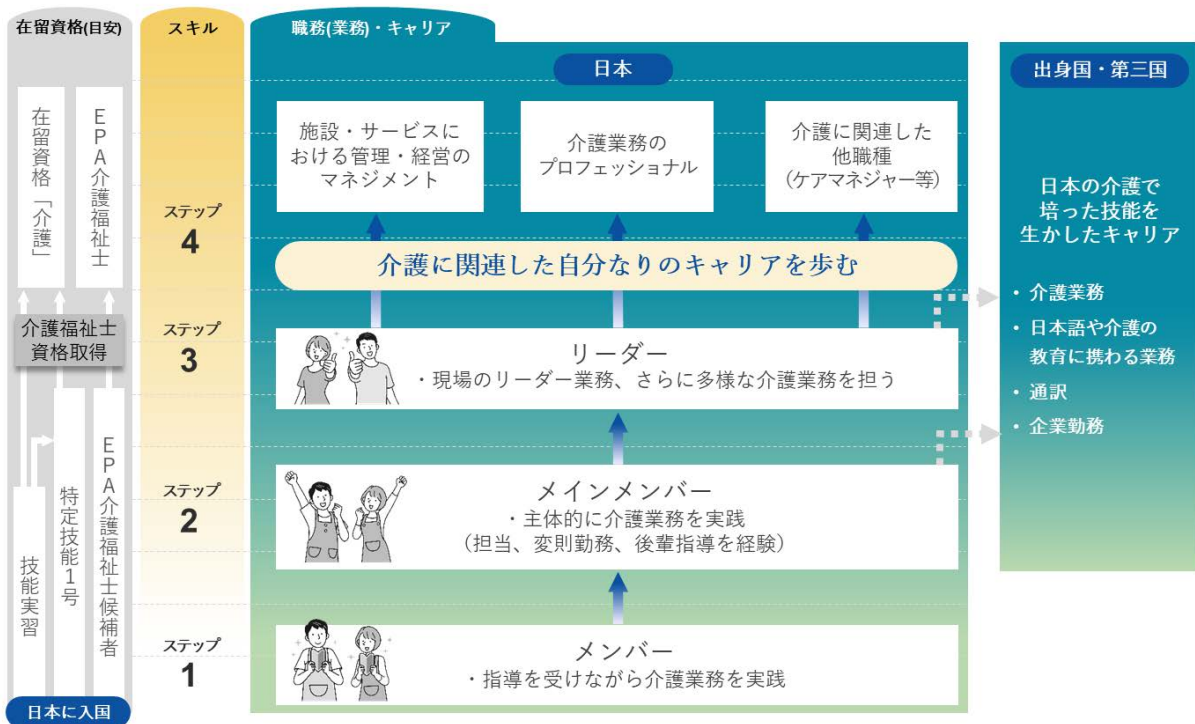 在留資格(目安)
スキル
職務(業務)・キャリア
日本
出身国・第三国
在留資格「介護」
EPA介護福祉士
介護福祉士
資格取得
技能実習
特定技能1号
EPA介護福祉士候補者
日本に入国
ステップ
4
ステップ
3
ステップ
2
ステップ
1
施設・サービスに
おける管理・経営の
マネジメント
介護業務の
プロフェッショナル
介護に関連した
他職種
(ケアマネジャー等)
介護に関連した自分なりのキャリアを歩む
リーダー
・現場のリーダー業務、さらに多様な介護業務を担う
メインメンバー
・主体的に介護業務を実践
(担当、変則勤務、後輩指導を経験)
メンバー
・指導を受けながら介護業務を実践
日本の介護で
培った技能を
生かしたキャリア
・介護業務
・日本語や介護の
教育に携わる業務
・通訳
・企業勤務